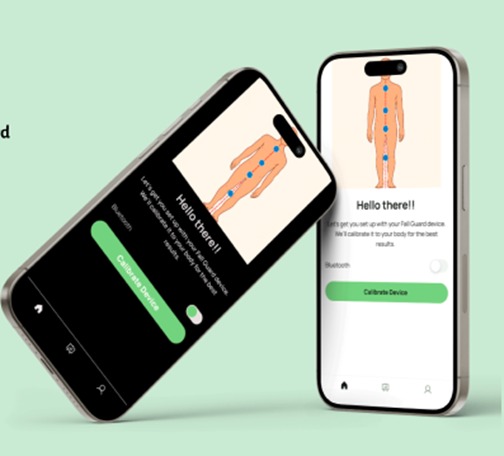 d
Hello there!!
Let's get you set up with your Fall Guard device.
We'll calibrate it to your body for the best
results.
Bluetooth
Calibrate Device
Hello there!!
Let's get you set up with your Fall Guard device.
We'll calibrate it to your body for the best
results.
Bluetooth
Calibrate Device